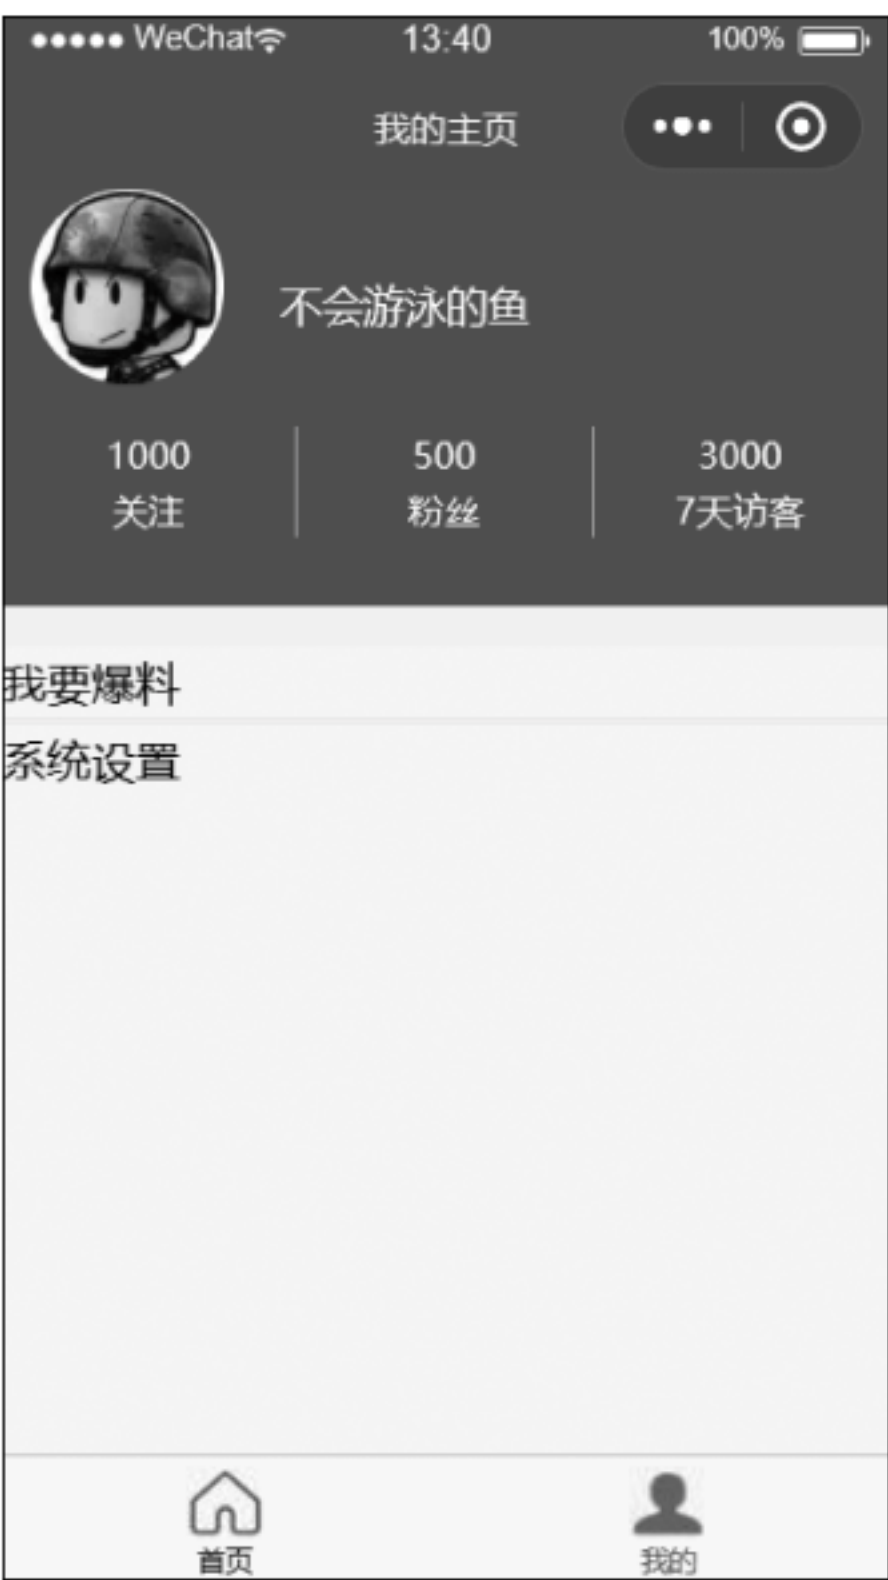 WeChat 13:40 100%
我的主页
不会游泳的鱼
1000 500 3000
关注 粉丝 7天访客
我要爆料
系统设置
首页 我的